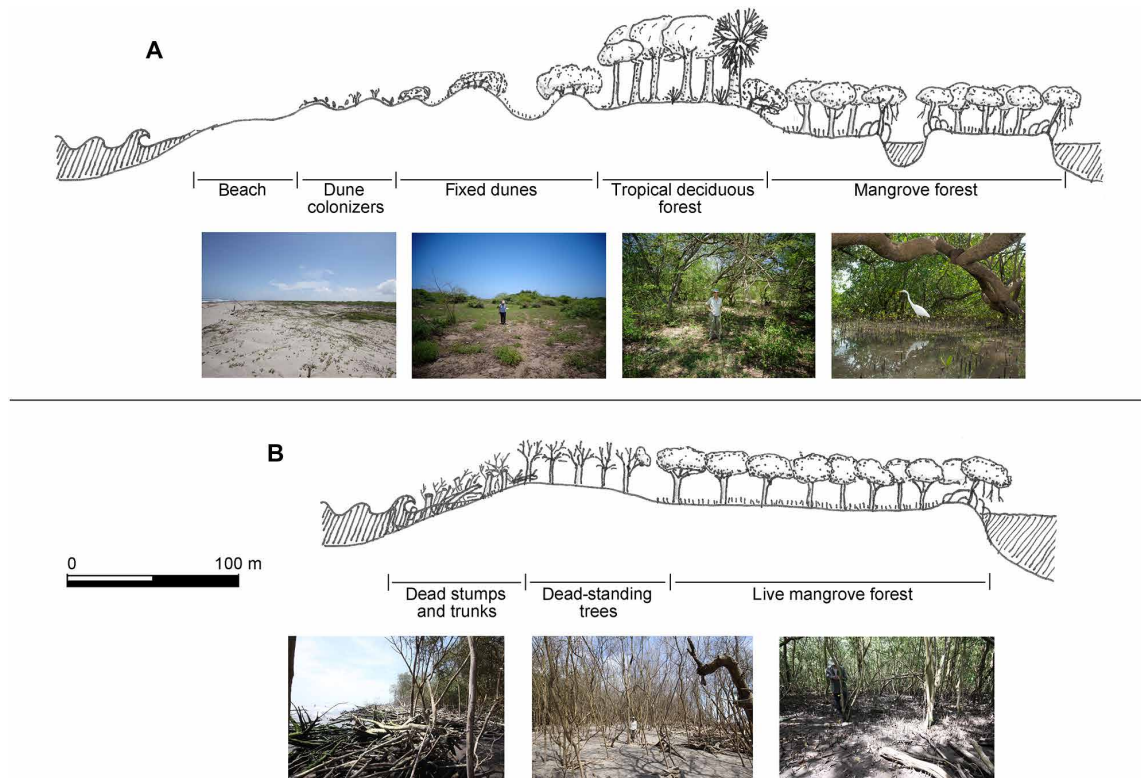 A
Beach
Dune
colonizers
Fixed dunes
Tropical deciduous
forest
Mangrove forest
B
0
100 m
Dead stumps
and trunks
Dead-standing
trees
Live mangrove forest